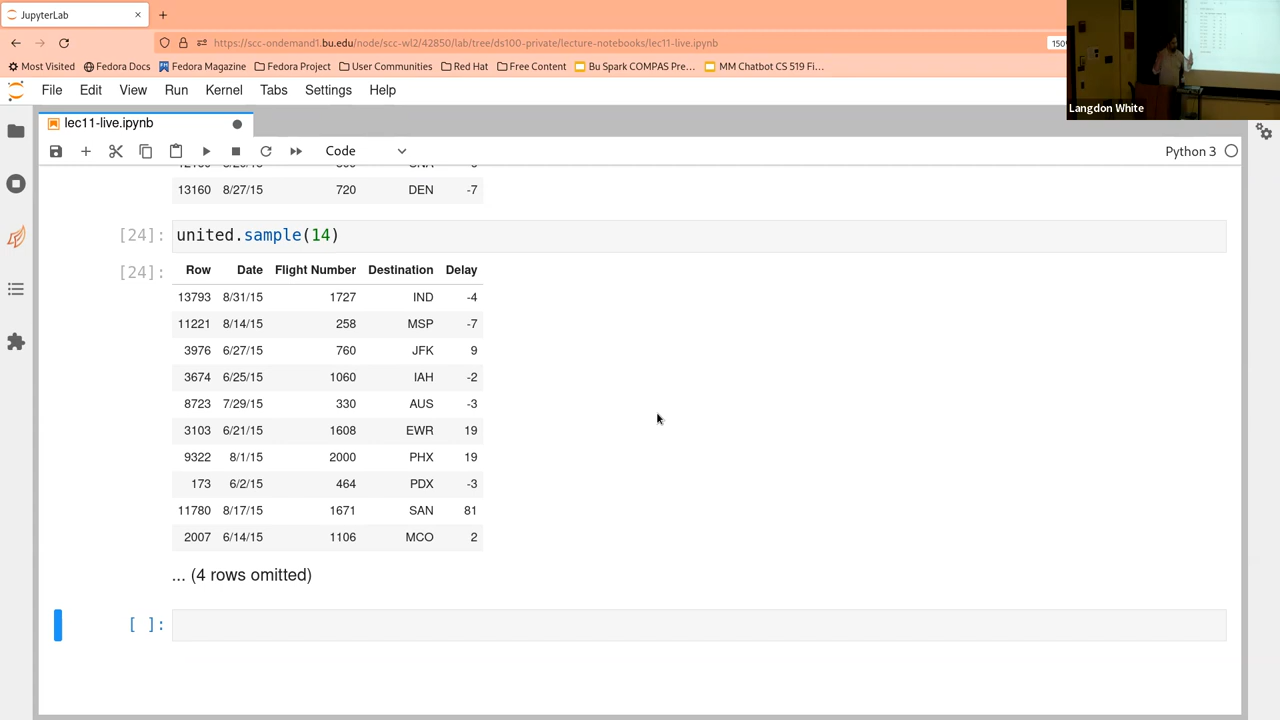 JupyterLab
https://scc-ondemand1.bu.edu/node/scc-wl2/42850/lab/tree/ds100-private/lecture-notebooks/lec11-live.ipynb
Most Visited Fedora Docs Fedora Magazine Fedora Project User Communities Red Hat Free Content Bu Spark COMPAS Pre… MM Chatbot CS 519 Fi…
Langdon White
File Edit View Run Kernel Tabs Settings Help
lec11-live.ipynb
Code Python 3
13160 8/27/15 720 DEN -7
[24]: united.sample(14)
[24]: Row Date Flight Number Destination Delay
13793 8/31/15 1727 IND -4
11221 8/14/15 258 MSP -7
3976 6/27/15 760 JFK 9
3674 6/25/15 1060 IAH -2
8723 7/29/15 330 AUS -3
3103 6/21/15 1608 EWR 19
9322 8/1/15 2000 PHX 19
173 6/2/15 464 PDX -3
11780 8/17/15 1671 SAN 81
2007 6/14/15 1106 MCO 2
... (4 rows omitted)
[ ]: